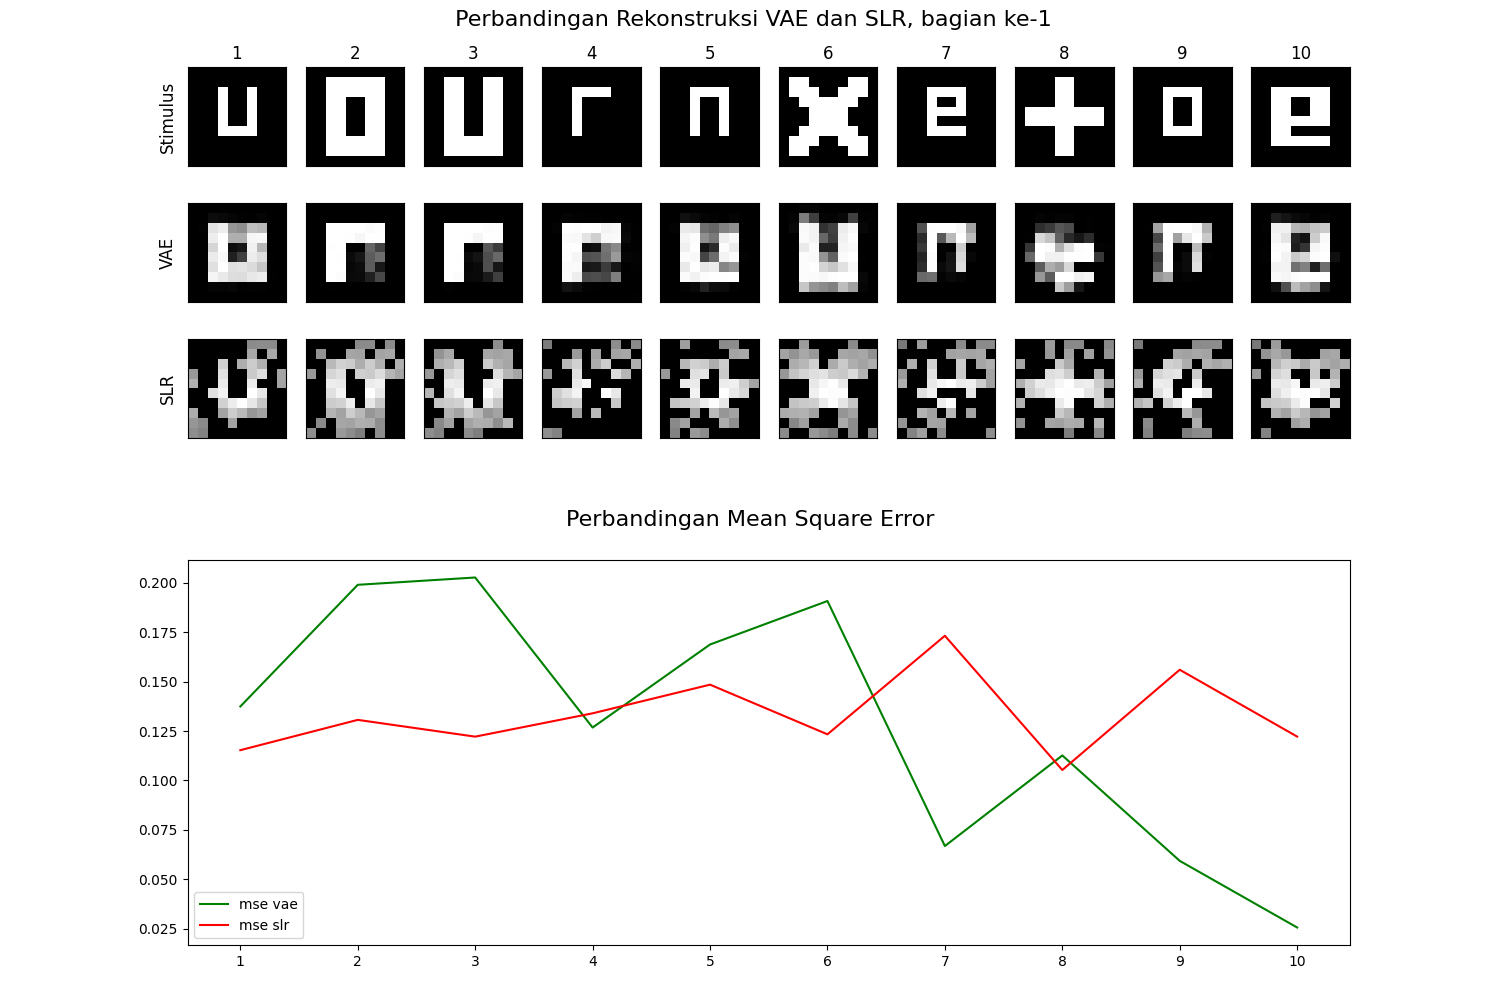 Perbandingan Rekonstruksi VAE dan SLR, bagian ke-1
1 2 3 4 5 6 7 8 9 10
Stimulus
u o u r n x e + o e
VAE
SLR
Perbandingan Mean Square Error
0.200
0.175
0.150
0.125
0.100
0.075
0.050
0.025
mse vae
mse slr
1 2 3 4 5 6 7 8 9 10